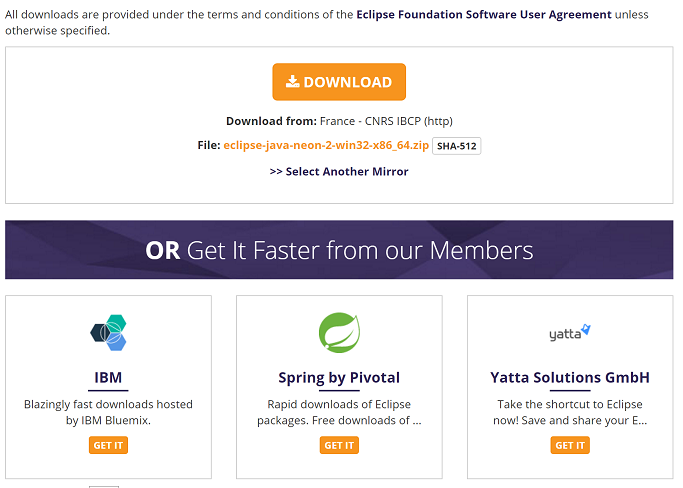 All downloads are provided under the terms and conditions of the Eclipse Foundation Software User Agreement unless
otherwise specified.
DOWNLOAD
Download from: France - CNRS IBCP (http)
File: eclipse-java-neon-2-win32-x86_64.zip SHA-512
>> Select Another Mirror
OR Get It Faster from our Members
IBM
Blazingly fast downloads hosted
by IBM Bluemix.
GET IT
Spring by Pivotal
Rapid downloads of Eclipse
packages. Free downloads of ...
GET IT
yatta
Yatta Solutions GmbH
Take the shortcut to Eclipse
now! Save and share your E...
GET IT